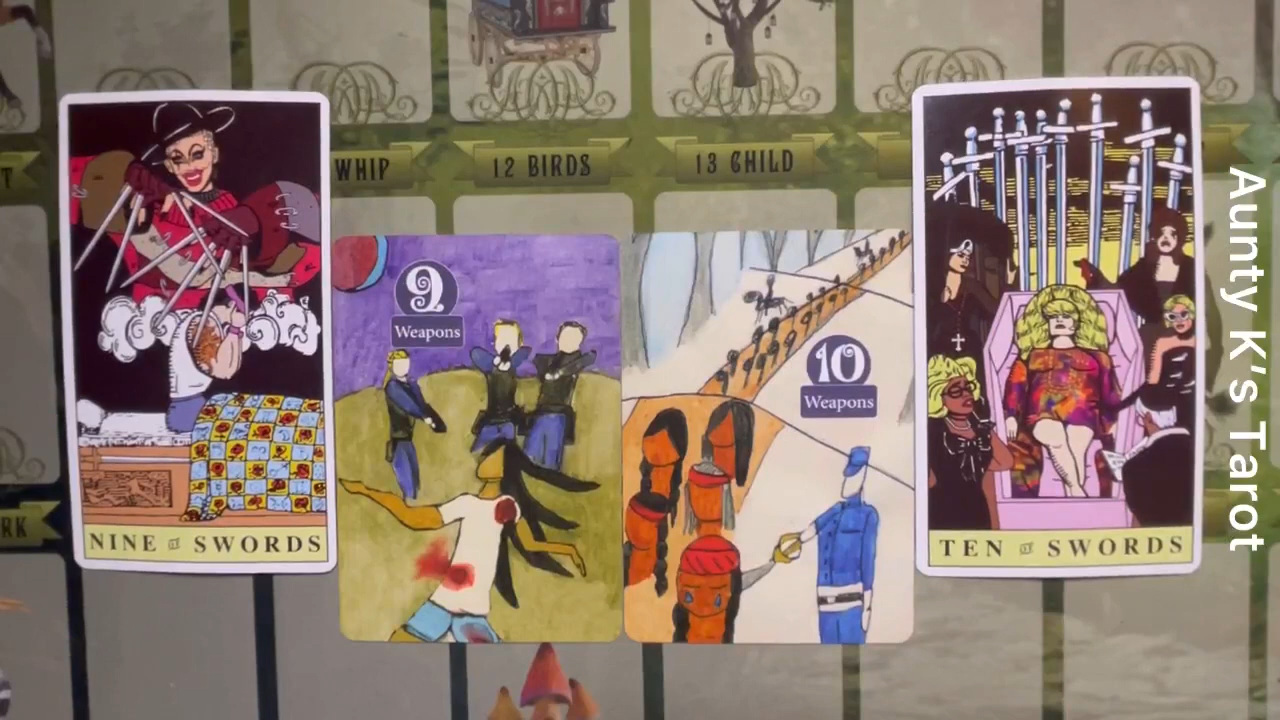 WHIP
12 BIRDS
13 CHILD
9
Weapons
10
Weapons
NINE OF SWORDS
TEN OF SWORDS
Aunty K's Tarot